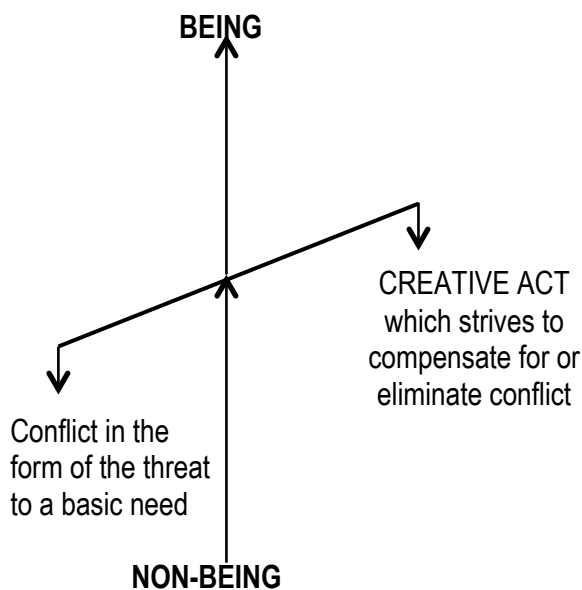 BEING
CREATIVE ACT
which strives to
compensate for or
eliminate conflict
Conflict in the
form of the threat
to a basic need
NON-BEING